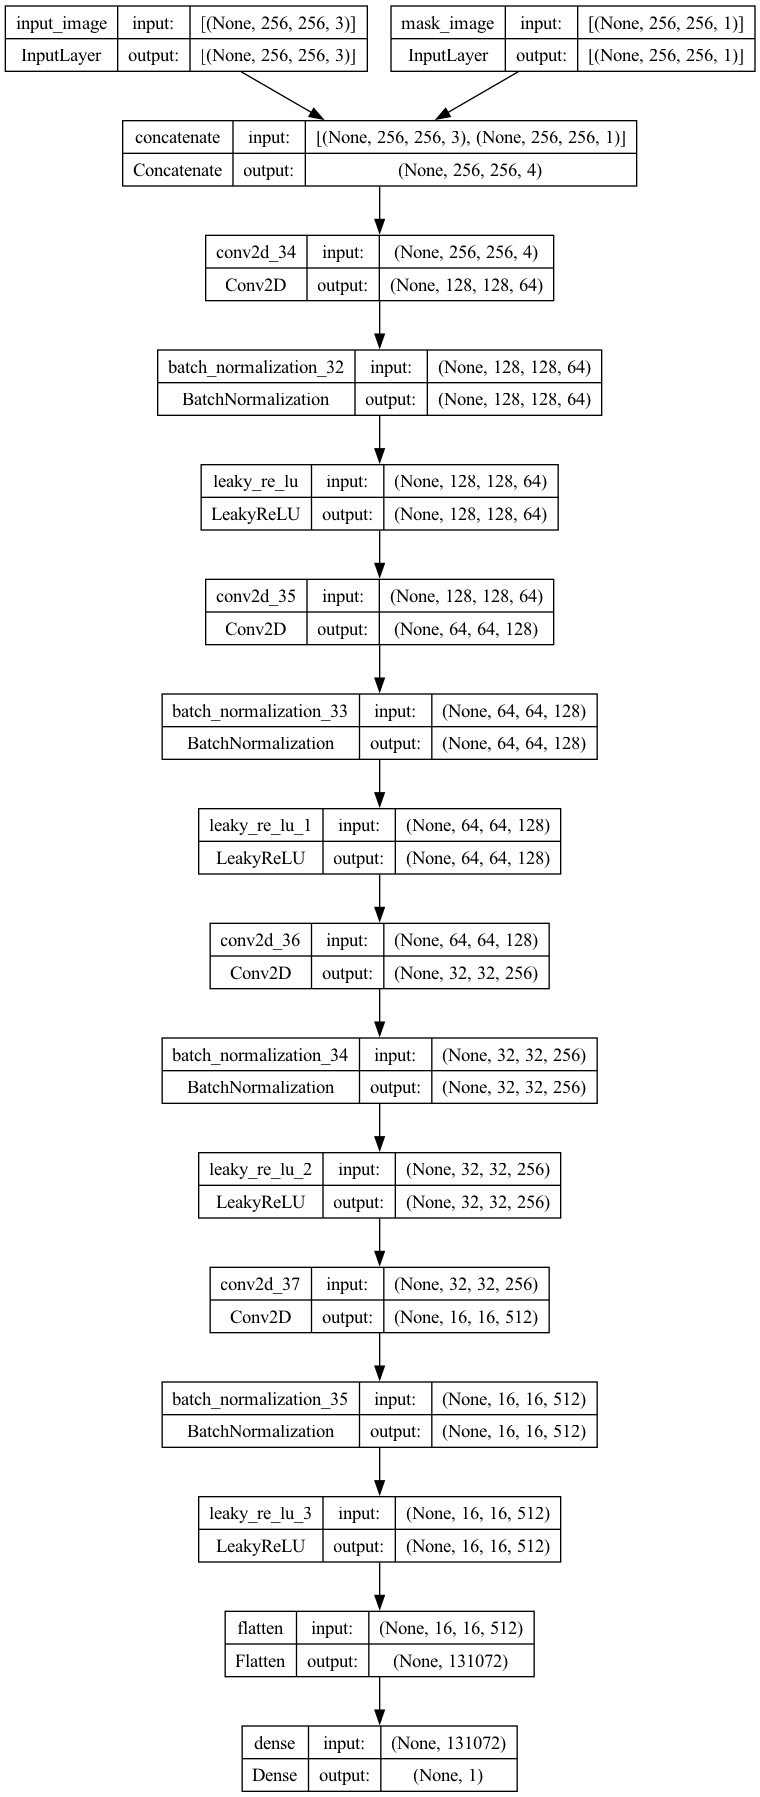 input_image input: [(None, 256, 256, 3)]
InputLayer output: [(None, 256, 256, 3)]
mask_image input: [(None, 256, 256, 1)]
InputLayer output: [(None, 256, 256, 1)]
concatenate input: [(None, 256, 256, 3), (None, 256, 256, 1)]
Concatenate output: (None, 256, 256, 4)
conv2d_34 input: (None, 256, 256, 4)
Conv2D output: (None, 128, 128, 64)
batch_normalization_32 input: (None, 128, 128, 64)
BatchNormalization output: (None, 128, 128, 64)
leaky_re_lu input: (None, 128, 128, 64)
LeakyReLU output: (None, 128, 128, 64)
conv2d_35 input: (None, 128, 128, 64)
Conv2D output: (None, 64, 64, 128)
batch_normalization_33 input: (None, 64, 64, 128)
BatchNormalization output: (None, 64, 64, 128)
leaky_re_lu_1 input: (None, 64, 64, 128)
LeakyReLU output: (None, 64, 64, 128)
conv2d_36 input: (None, 64, 64, 128)
Conv2D output: (None, 32, 32, 256)
batch_normalization_34 input: (None, 32, 32, 256)
BatchNormalization output: (None, 32, 32, 256)
leaky_re_lu_2 input: (None, 32, 32, 256)
LeakyReLU output: (None, 32, 32, 256)
conv2d_37 input: (None, 32, 32, 256)
Conv2D output: (None, 16, 16, 512)
batch_normalization_35 input: (None, 16, 16, 512)
BatchNormalization output: (None, 16, 16, 512)
leaky_re_lu_3 input: (None, 16, 16, 512)
LeakyReLU output: (None, 16, 16, 512)
flatten input: (None, 16, 16, 512)
Flatten output: (None, 131072)
dense input: (None, 131072)
Dense output: (None, 1)